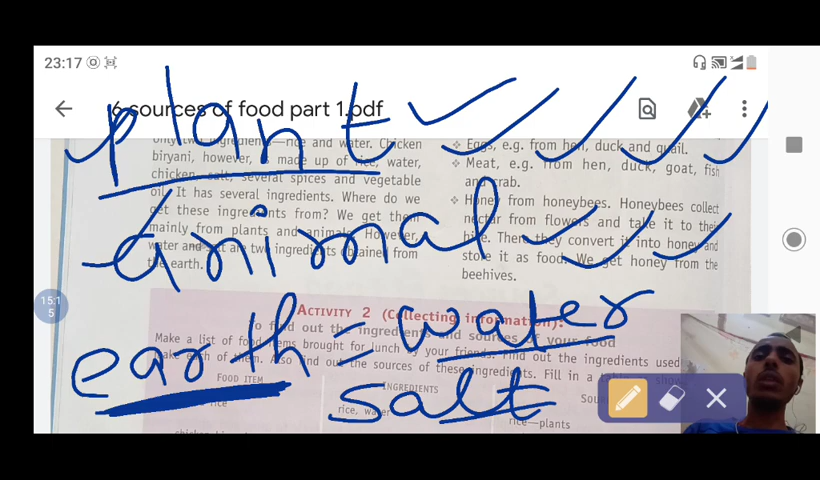 23:17
6 sources of food part 1.pdf
plant
only two ingredients—rice and water. Chicken
biryani, however, is made up of rice, water,
chicken, salt, several spices and vegetable
oil. It has several ingredients. Where do we
get these ingredients from? We get them
mainly from plants and animals. However,
water and salt are two ingredients obtained from
the earth.
Eggs, e.g. from hen, duck and quail.
Meat, e.g. from hen, duck, goat, fish
and crab.
Honey from honeybees. Honeybees collect
nectar from flowers and take it to their
hive. There they convert it into honey and
store it as food. We get honey from the
beehives.
animal
15:1
5
ACTIVITY 2 (Collecting information):
To find out the ingredients and sources of your food
Make a list of food items brought for lunch by your friends. Find out the ingredients used
make each of them. Also find out the sources of these ingredients. Fill in a
earth = water
salt
FOOD ITEM
INGREDIENTS
rice
rice, water
rice—plants